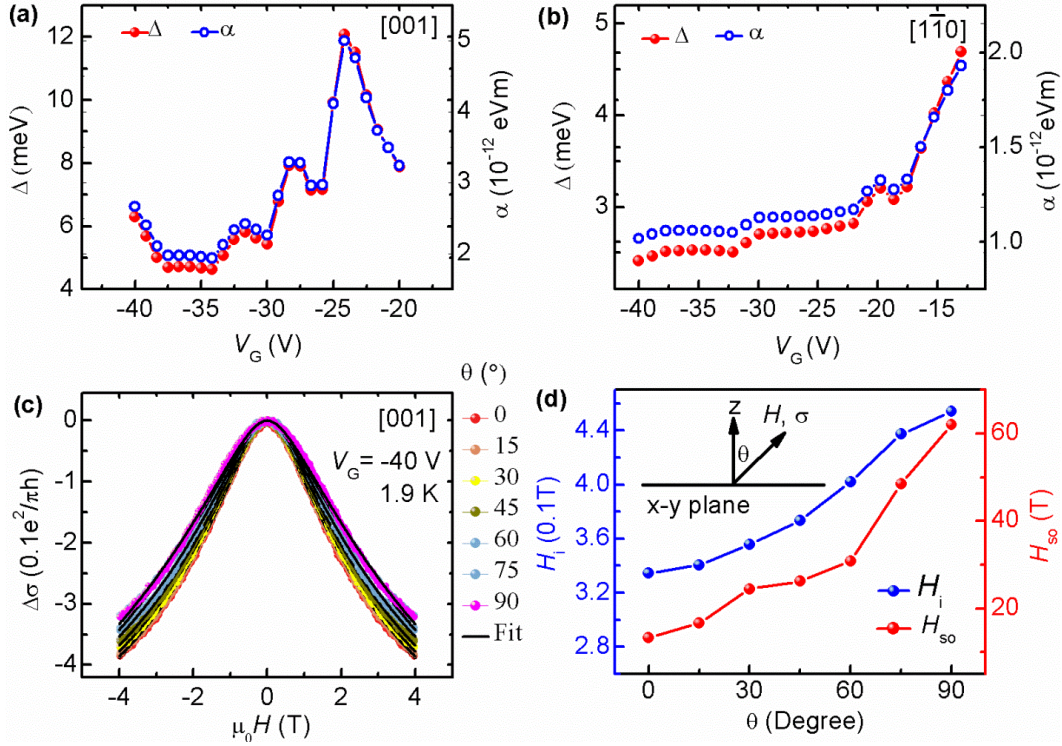 (a)
Δ α [001]
12
10
8
6
4
Δ (meV)
5
4
3
2
α (10⁻¹² eVm)
-40 -35 -30 -25 -20
V_G (V)
(b)
Δ α [11̄0]
5
4
3
Δ (meV)
2.0
1.5
1.0
α (10⁻¹² eVm)
-40 -35 -30 -25 -20 -15
V_G (V)
(c)
[001]
V_G = -40 V
1.9 K
0
-1
-2
-3
-4
Δσ (0.1e²/πh)
-4 -2 0 2 4
μ₀H (T)
θ (°)
0
15
30
45
60
75
90
Fit
(d)
z
H, σ
θ
x-y plane
4.4
4.0
3.6
3.2
2.8
H_i (0.1T)
60
40
20
H_so (T)
H_i
H_so
0 30 60 90
θ (Degree)